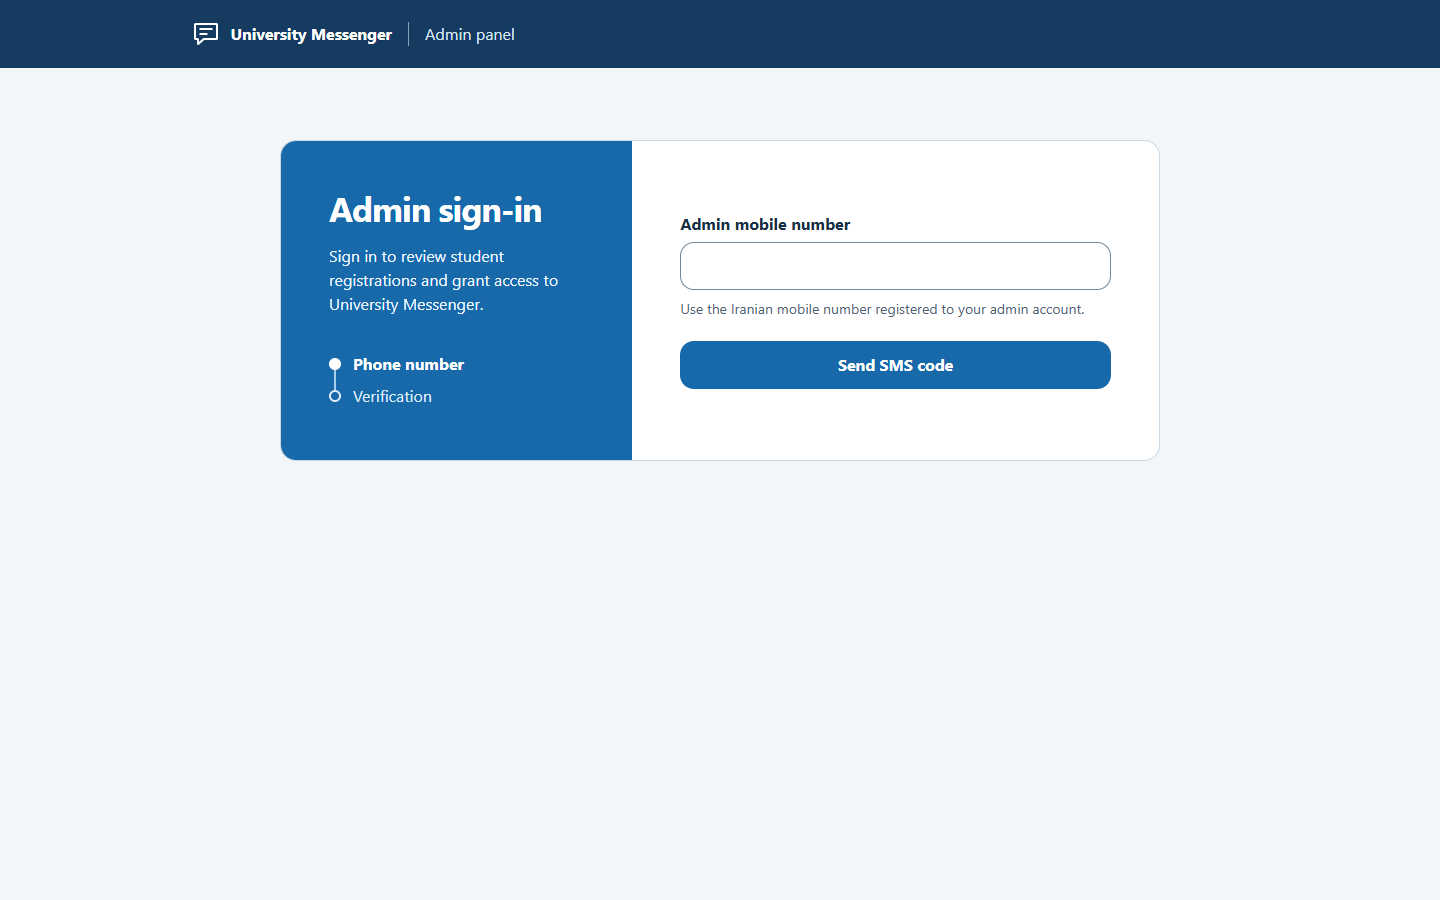 University Messenger
Admin panel
Admin sign-in
Sign in to review student
registrations and grant access to
University Messenger.
Phone number
Verification
Admin mobile number
Use the Iranian mobile number registered to your admin account.
Send SMS code